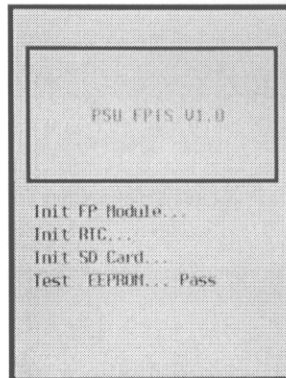 PSU FPIS V1.0
Init FP Module...
Init RTC...
Init SD Card...
Test EEPROM... Pass